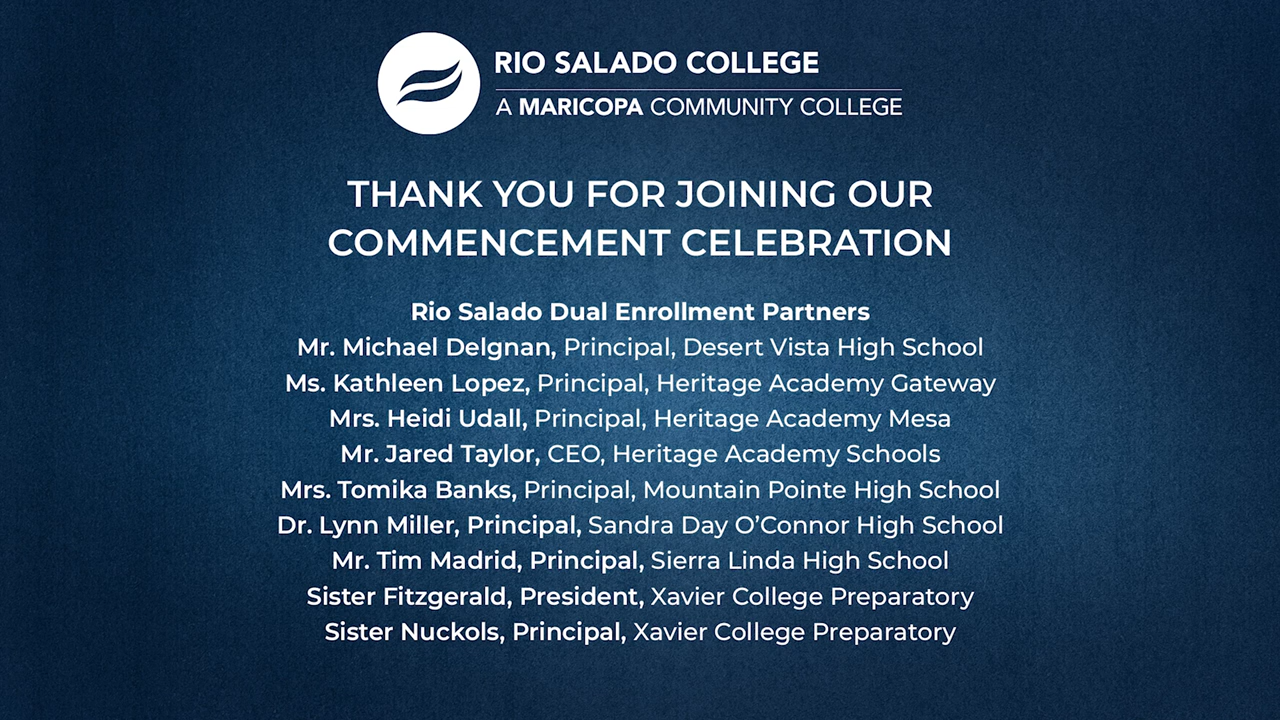 RIO SALADO COLLEGE
A MARICOPA COMMUNITY COLLEGE
THANK YOU FOR JOINING OUR
COMMENCEMENT CELEBRATION
Rio Salado Dual Enrollment Partners
Mr. Michael Delgnan, Principal, Desert Vista High School
Ms. Kathleen Lopez, Principal, Heritage Academy Gateway
Mrs. Heidi Udall, Principal, Heritage Academy Mesa
Mr. Jared Taylor, CEO, Heritage Academy Schools
Mrs. Tomika Banks, Principal, Mountain Pointe High School
Dr. Lynn Miller, Principal, Sandra Day O’Connor High School
Mr. Tim Madrid, Principal, Sierra Linda High School
Sister Fitzgerald, President, Xavier College Preparatory
Sister Nuckols, Principal, Xavier College Preparatory